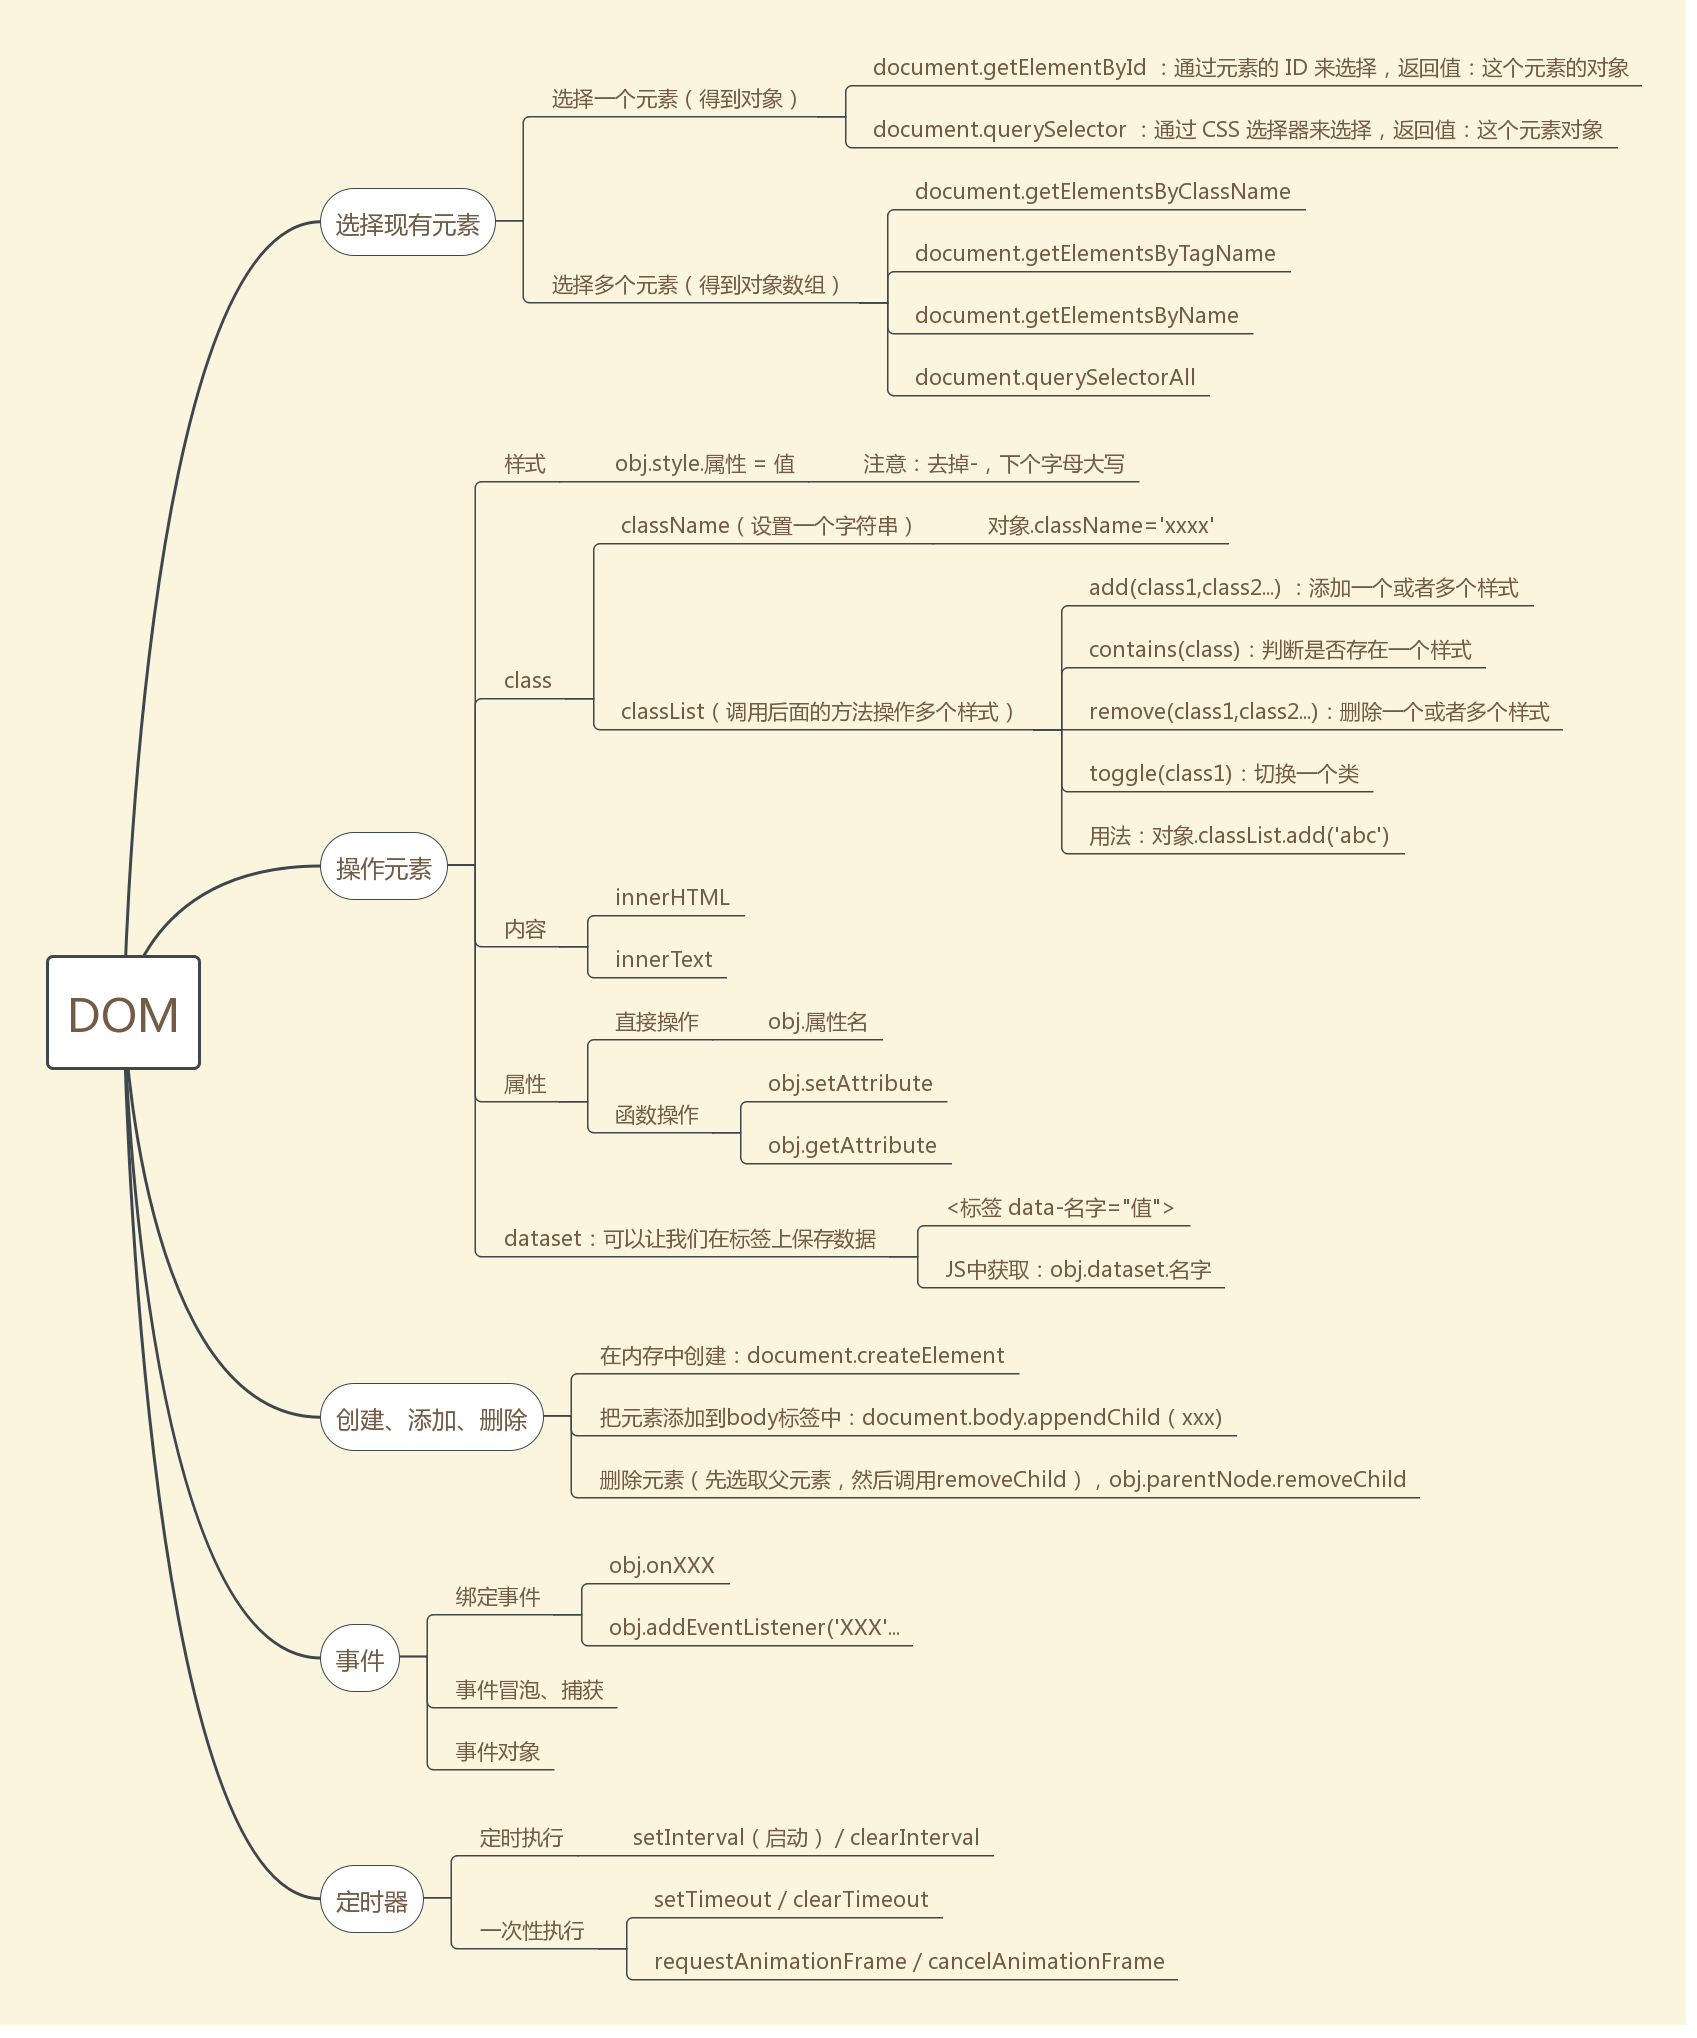 DOM
选择现有元素
选择一个元素（得到对象）
document.getElementById ：通过元素的 ID 来选择，返回值：这个元素的对象
document.querySelector ：通过 CSS 选择器来选择，返回值：这个元素对象
选择多个元素（得到对象数组）
document.getElementsByClassName
document.getElementsByTagName
document.getElementsByName
document.querySelectorAll
操作元素
样式
obj.style.属性 = 值
注意：去掉-，下个字母大写
class
className（设置一个字符串）
对象.className='xxxx'
classList（调用后面的方法操作多个样式）
add(class1,class2...) ：添加一个或者多个样式
contains(class)：判断是否存在一个样式
remove(class1,class2...)：删除一个或者多个样式
toggle(class1)：切换一个类
用法：对象.classList.add('abc')
内容
innerHTML
innerText
属性
直接操作
obj.属性名
函数操作
obj.setAttribute
obj.getAttribute
dataset：可以让我们在标签上保存数据
<标签 data-名字="值">
JS中获取：obj.dataset.名字
创建、添加、删除
在内存中创建：document.createElement
把元素添加到body标签中：document.body.appendChild（xxx)
删除元素（先选取父元素，然后调用removeChild），obj.parentNode.removeChild
事件
绑定事件
obj.onXXX
obj.addEventListener('XXX'...
事件冒泡、捕获
事件对象
定时器
定时执行
setInterval（启动） / clearInterval
一次性执行
setTimeout / clearTimeout
requestAnimationFrame / cancelAnimationFrame